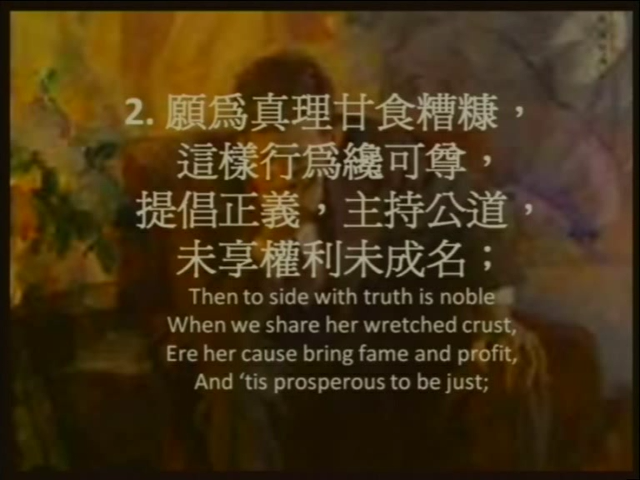 2. 願爲真理甘食糟糠，
這樣行爲纔可尊，
提倡正義，主持公道，
未享權利未成名；
Then to side with truth is noble
When we share her wretched crust,
Ere her cause bring fame and profit,
And ‘tis prosperous to be just;